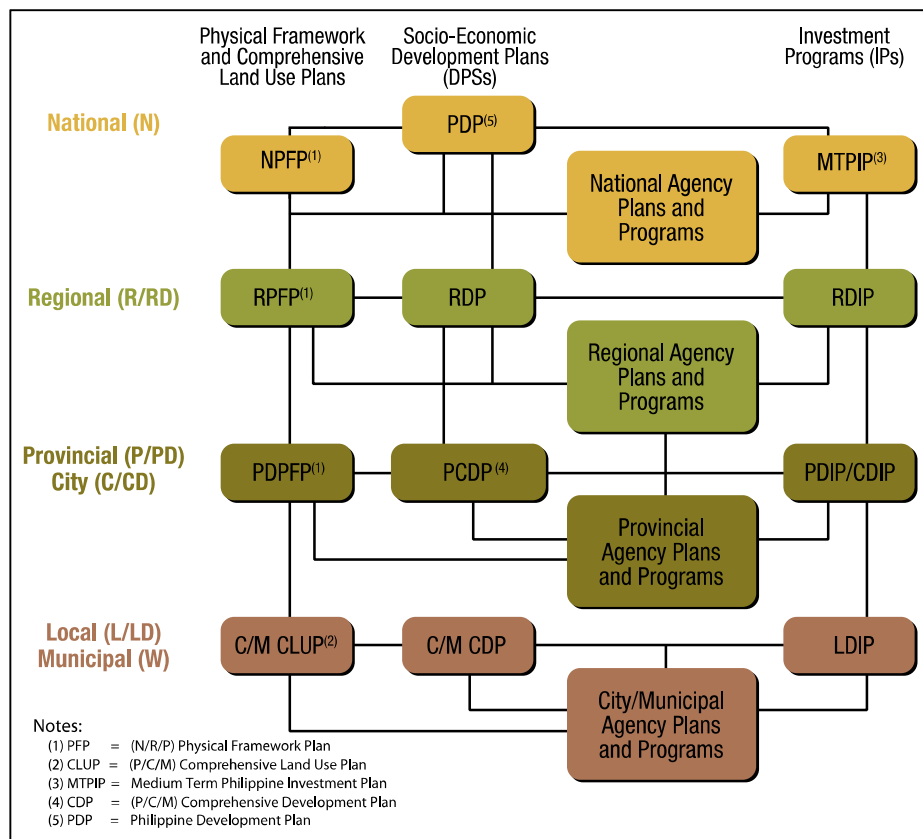 Physical Framework
and Comprehensive
Land Use Plans
Socio-Economic
Development Plans
(DPSs)
Investment
Programs (IPs)
National (N)
PDP(5)
NPFP(1)
National Agency
Plans and
Programs
MTPIP(3)
Regional (R/RD)
RPFP(1)
RDP
RDIP
Regional Agency
Plans and
Programs
Provincial (P/PD)
City (C/CD)
PDPFP(1)
PCDP(4)
PDIP/CDIP
Provincial
Agency Plans
and Programs
Local (L/LD)
Municipal (W)
C/M CLUP(2)
C/M CDP
LDIP
City/Municipal
Agency Plans
and Programs
Notes:
(1) PFP = (N/R/P) Physical Framework Plan
(2) CLUP = (P/C/M) Comprehensive Land Use Plan
(3) MTPIP = Medium Term Philippine Investment Plan
(4) CDP = (P/C/M) Comprehensive Development Plan
(5) PDP = Philippine Development Plan